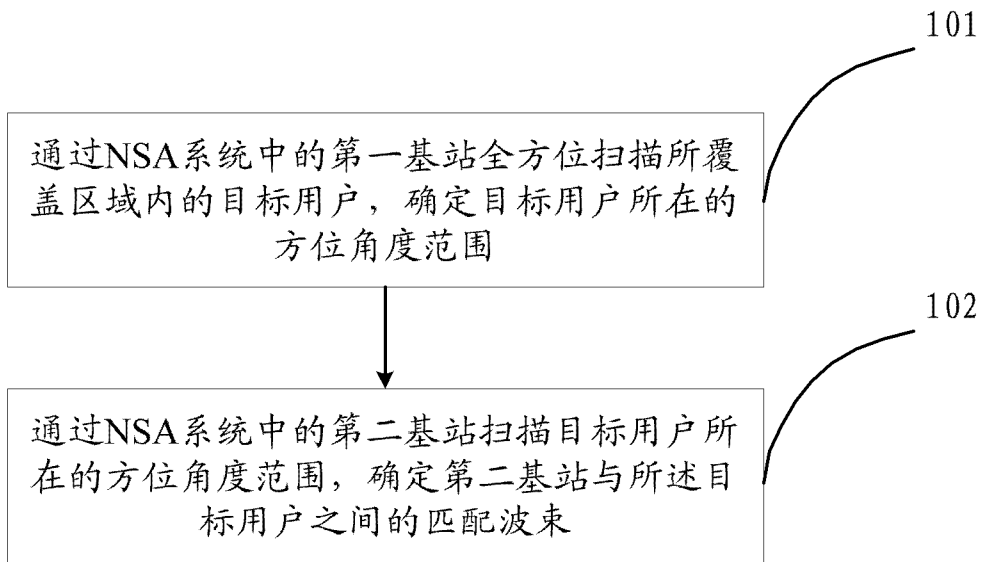 101
通过NSA系统中的第一基站全方位扫描所覆
盖区域内的目标用户，确定目标用户所在的
方位角度范围
102
通过NSA系统中的第二基站扫描目标用户所
在的方位角度范围，确定第二基站与所述目
标用户之间的匹配波束